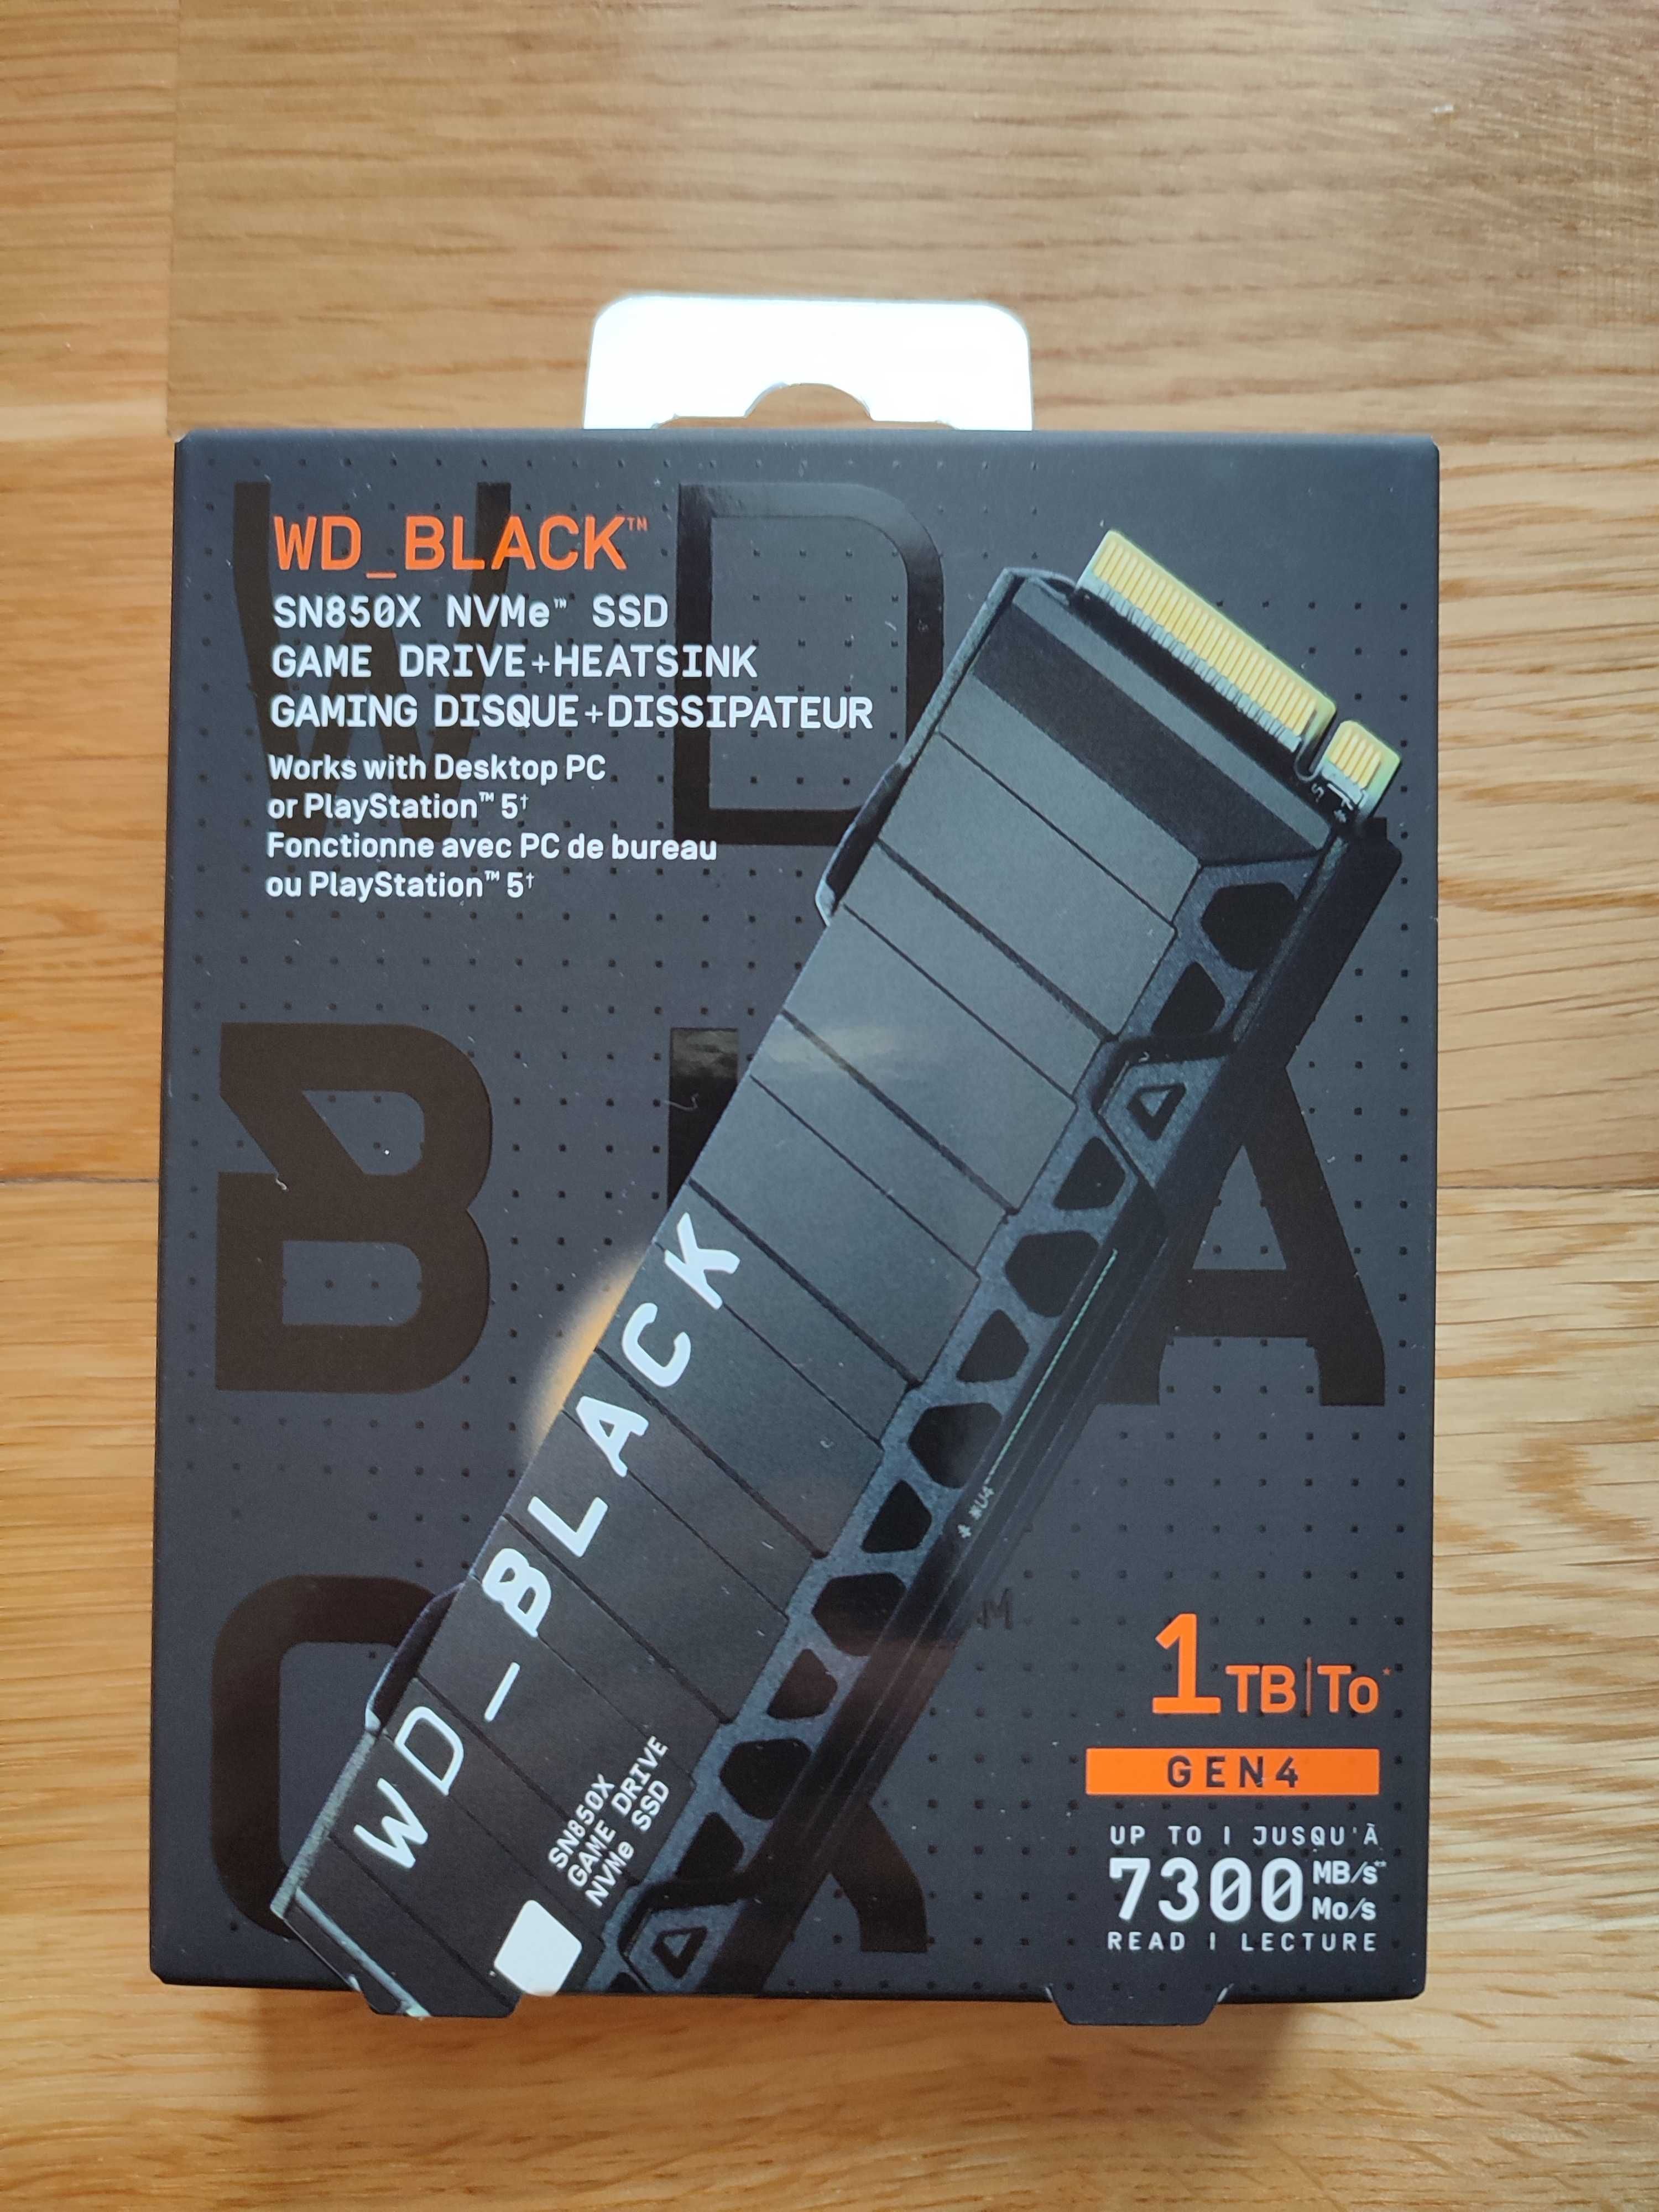 WD_BLACK™
SN850X NVMe™ SSD
GAME DRIVE+HEATSINK
GAMING DISQUE+DISSIPATEUR
Works with Desktop PC
or PlayStation™ 5†
Fonctionne avec PC de bureau
ou PlayStation™ 5†
WD_BLACK
SN850X
GAME DRIVE
NVMe SSD
1TB|To*
GEN4
UP TO | JUSQU'À
7300 MB/s**
Mo/s
READ | LECTURE